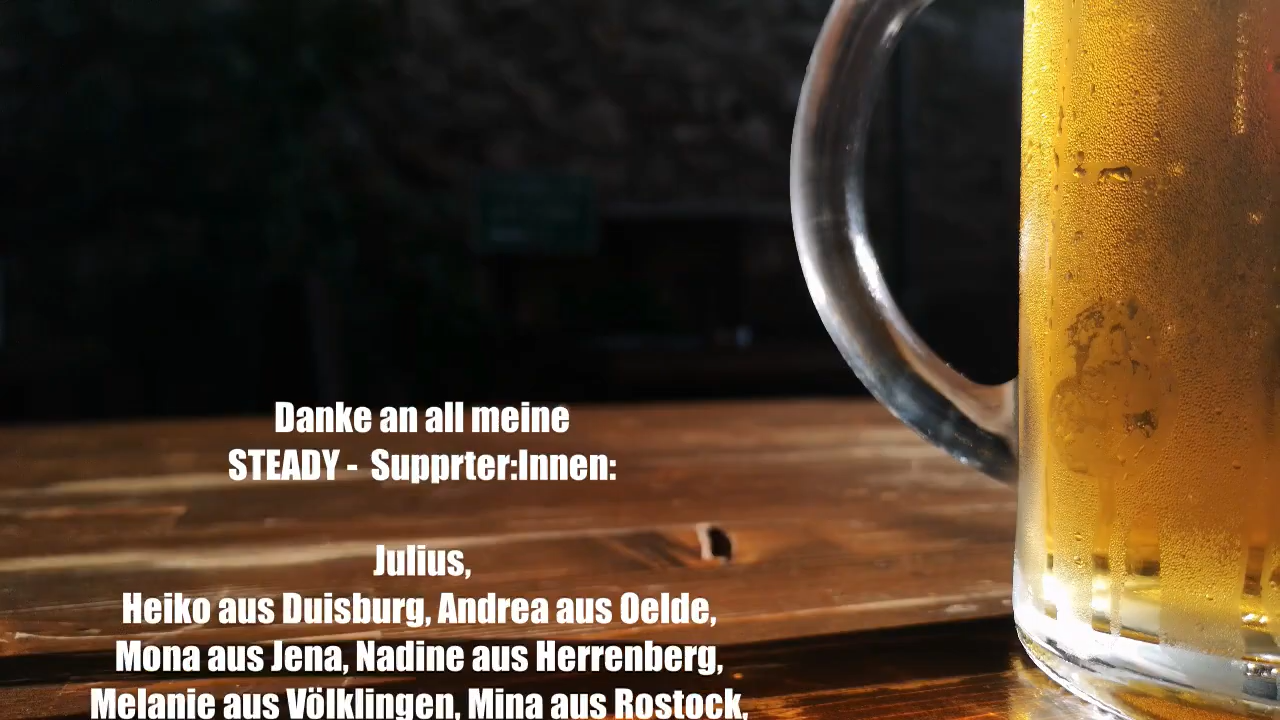 Danke an all meine
STEADY - Supprter:Innen:
Julius,
Heiko aus Duisburg, Andrea aus Oelde,
Mona aus Jena, Nadine aus Herrenberg,
Melanie aus Völklingen, Mina aus Rostock,